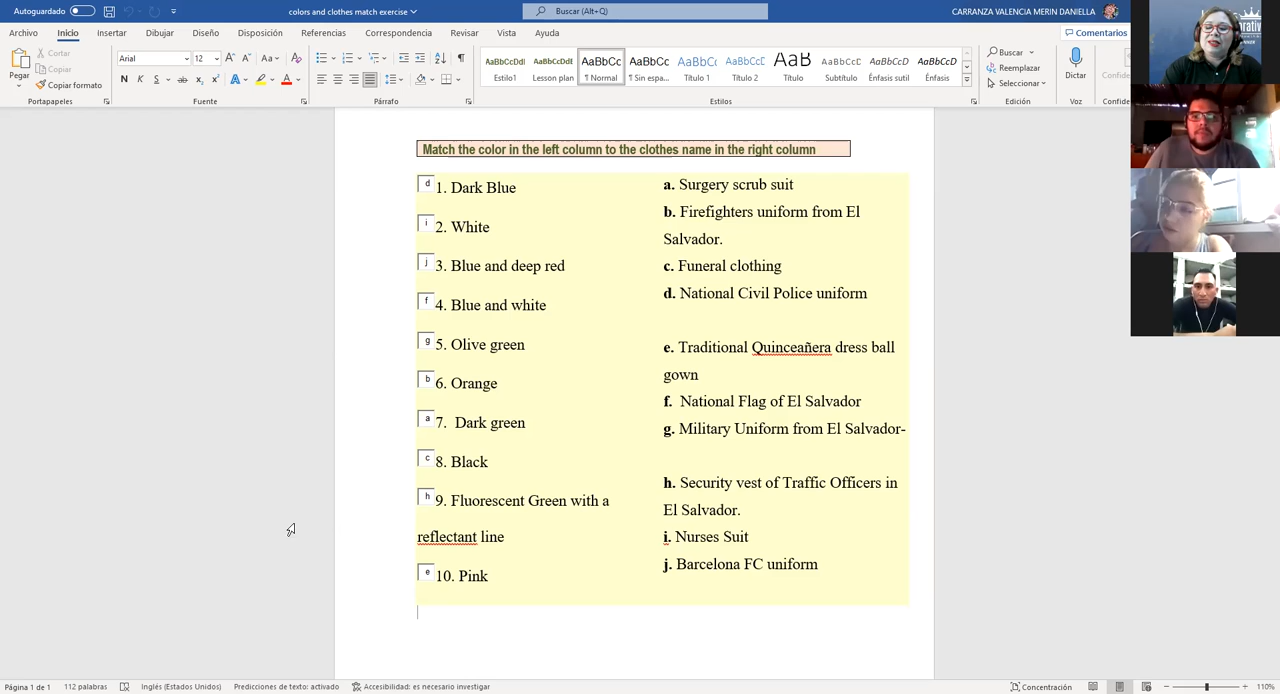 Autoguardado
colors and clothes match exercise
Buscar (Alt+Q)
CARRANZA VALENCIA MERIN DANIELLA
Archivo Inicio Insertar Dibujar Diseño Disposición Referencias Correspondencia Revisar Vista Ayuda
Comentarios
Pegar
Cortar
Copiar
Copiar formato
Portapapeles
Arial 12
Fuente
Párrafo
AaBbCcDdI Estilo1
AaBbCcDdI Lesson plan
AaBbCc ¶ Normal
AaBbCc ¶ Sin espa...
AaBbC Título 1
AaBbCc Título 2
AaB Título
AaBbCcD Subtítulo
AaBbCcD Énfasis sutil
AaBbCcD Énfasis
Estilos
Buscar
Reemplazar
Seleccionar
Edición
Dictar
Voz
Confid
Confid
Match the color in the left column to the clothes name in the right column
d 1. Dark Blue
i 2. White
j 3. Blue and deep red
f 4. Blue and white
g 5. Olive green
b 6. Orange
a 7. Dark green
c 8. Black
h 9. Fluorescent Green with a
reflectant line
e 10. Pink
a. Surgery scrub suit
b. Firefighters uniform from El
Salvador.
c. Funeral clothing
d. National Civil Police uniform
e. Traditional Quinceañera dress ball
gown
f. National Flag of El Salvador
g. Military Uniform from El Salvador-
h. Security vest of Traffic Officers in
El Salvador.
i. Nurses Suit
j. Barcelona FC uniform
Página 1 de 1 112 palabras Inglés (Estados Unidos) Predicciones de texto: activado Accesibilidad: es necesario investigar Concentración 110%